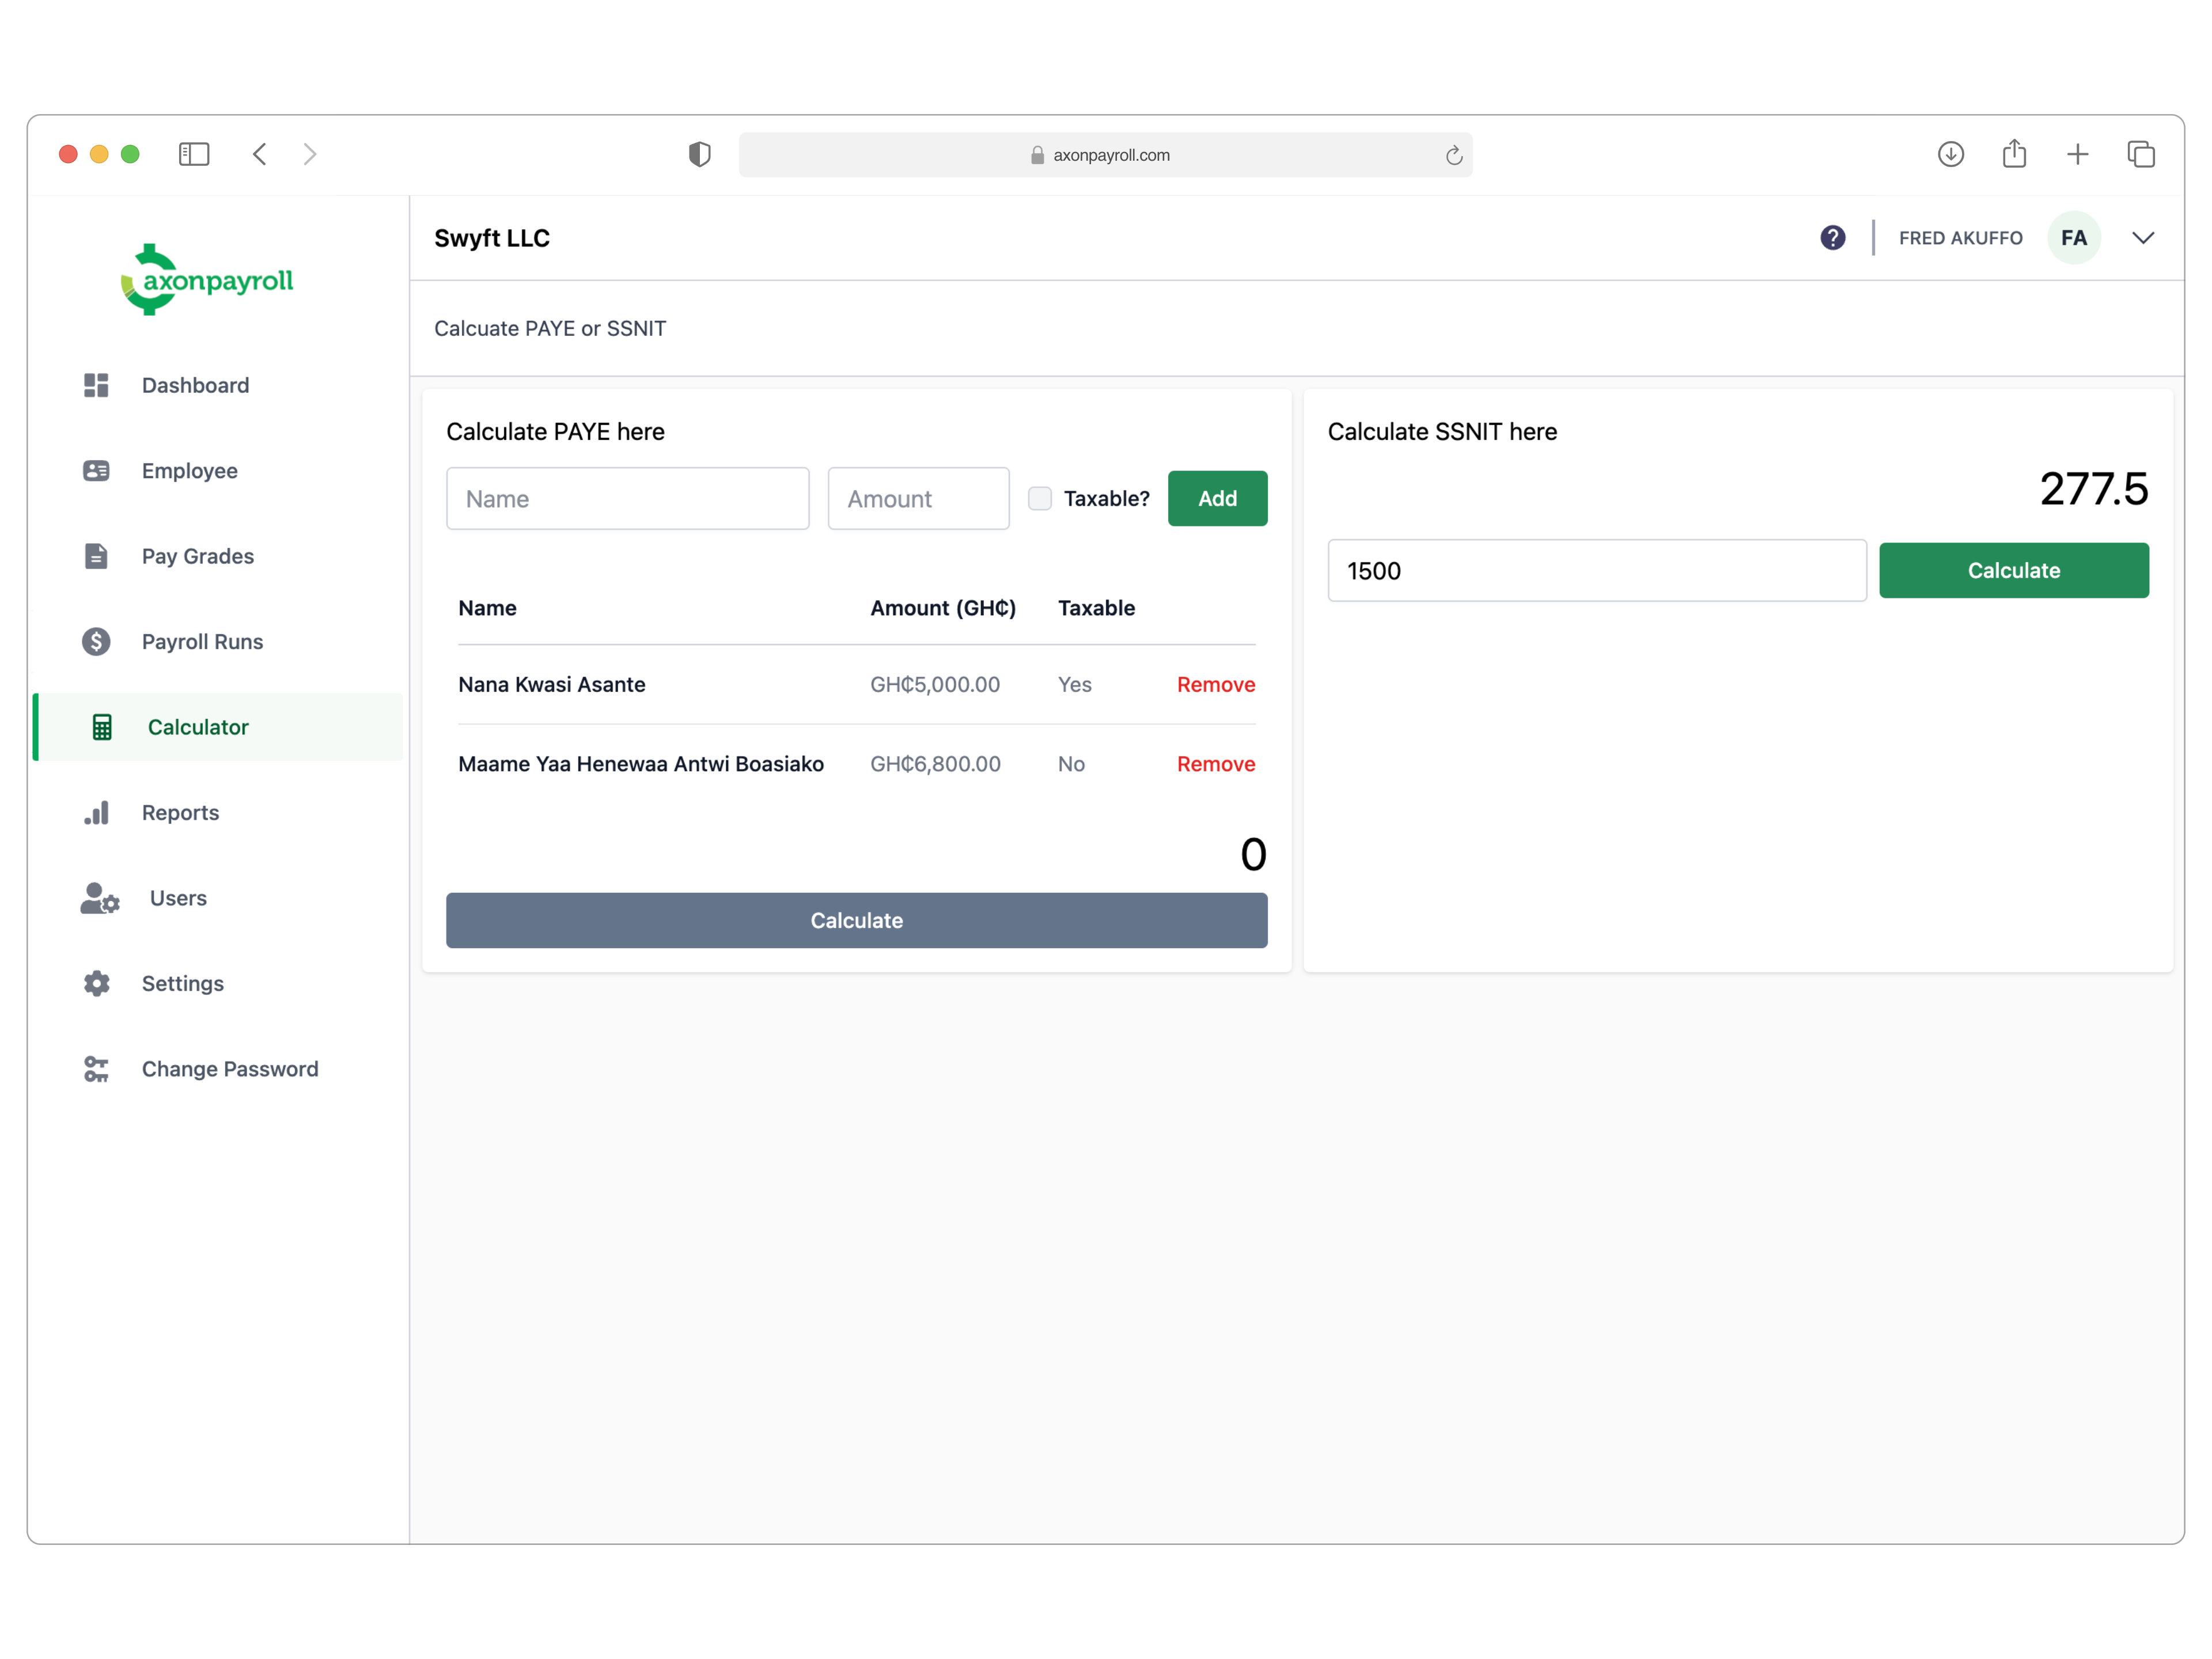 axonpayroll.com
axonpayroll
Swyft LLC
FRED AKUFFO
FA
Calcuate PAYE or SSNIT
Dashboard
Employee
Pay Grades
Payroll Runs
Calculator
Reports
Users
Settings
Change Password
Calculate PAYE here
Name Amount Taxable? Add
Name Amount (GH₵) Taxable
Nana Kwasi Asante GH₵5,000.00 Yes Remove
Maame Yaa Henewaa Antwi Boasiako GH₵6,800.00 No Remove
0
Calculate
Calculate SSNIT here
277.5
1500 Calculate